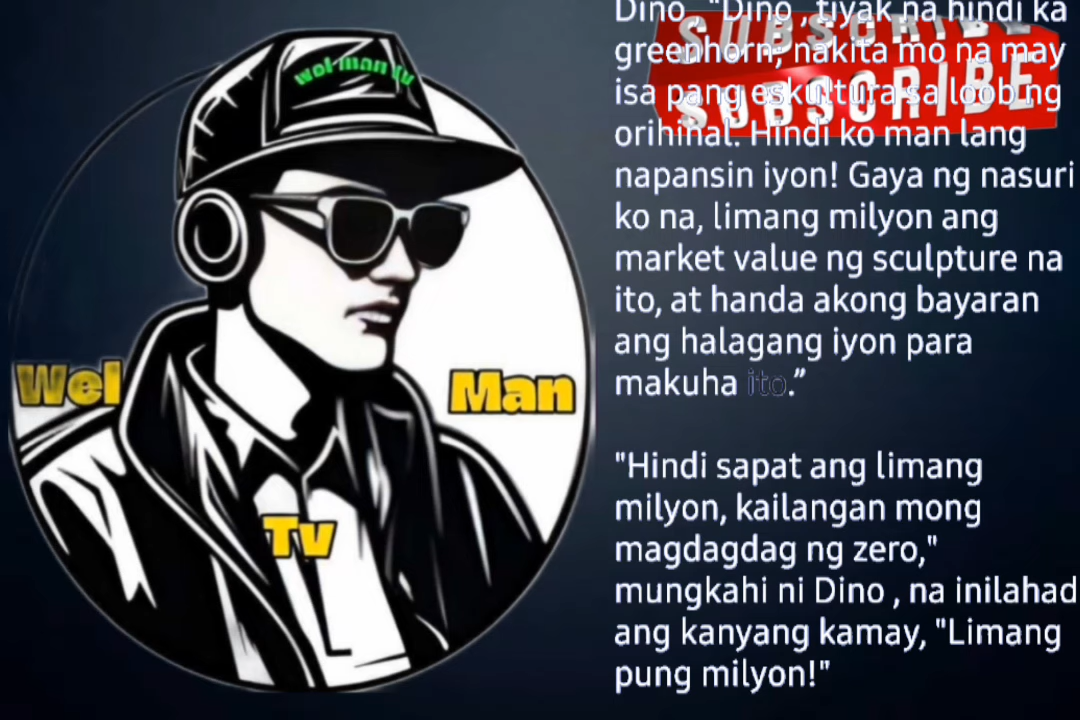 wel man tv
Wel
Man
Tv
SUBSCRIBE
SUBSCRIBE
Dino , "Dino , tiyak na hindi ka
greenhorn, nakita mo na may
isa pang eskultura sa loob ng
orihinal. Hindi ko man lang
napansin iyon! Gaya ng nasuri
ko na, limang milyon ang
market value ng sculpture na
ito, at handa akong bayaran
ang halagang iyon para
makuha ito.”
"Hindi sapat ang limang
milyon, kailangan mong
magdagdag ng zero,"
mungkahi ni Dino , na inilahad
ang kanyang kamay, "Limang
pung milyon!"